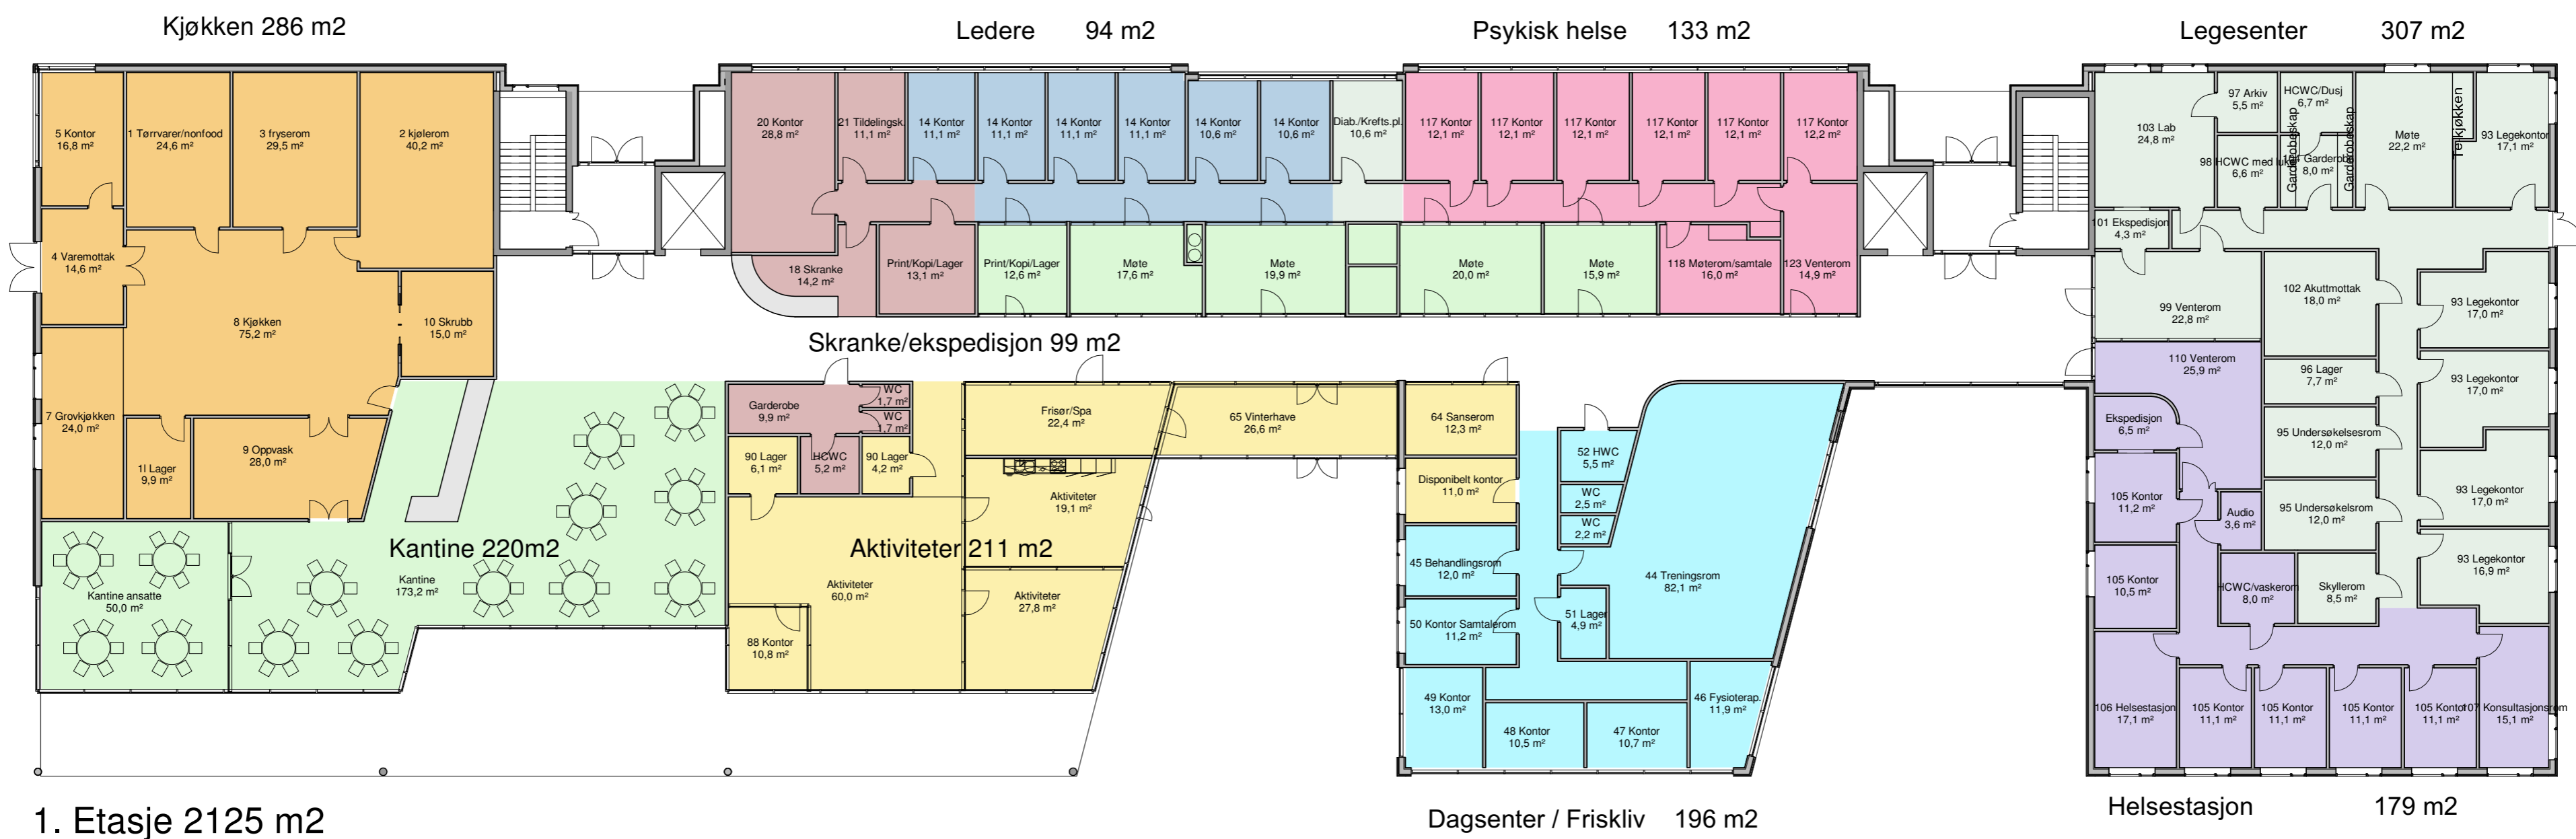 Kjøkken 286 m2
Ledere 94 m2
Psykisk helse 133 m2
Legesenter 307 m2
5 Kontor
16,8 m²
1 Tørrvarer/nonfood
24,6 m²
3 fryserom
29,5 m²
2 kjølerom
40,2 m²
20 Kontor
28,8 m²
21 Tildelingsk.
11,1 m²
14 Kontor
11,1 m²
14 Kontor
11,1 m²
14 Kontor
11,1 m²
14 Kontor
11,1 m²
14 Kontor
10,6 m²
14 Kontor
10,6 m²
Diab./Krefts.pl.
10,6 m²
117 Kontor
12,1 m²
117 Kontor
12,1 m²
117 Kontor
12,1 m²
117 Kontor
12,1 m²
117 Kontor
12,1 m²
117 Kontor
12,2 m²
103 Lab
24,8 m²
97 Arkiv
5,5 m²
HCWC/Dusj
6,7 m²
Garderobeskap
Garderobeskap
Møte
22,2 m²
Tekjøkken
93 Legekontor
17,1 m²
98 HCWC med luke
6,6 m²
Garderobe
8,0 m²
101 Ekspedisjon
4,3 m²
4 Varemottak
14,6 m²
18 Skranke
14,2 m²
Print/Kopi/Lager
13,1 m²
Print/Kopi/Lager
12,6 m²
Møte
17,6 m²
Møte
19,9 m²
Møte
20,0 m²
Møte
15,9 m²
118 Møterom/samtale
16,0 m²
123 Venterom
14,9 m²
99 Venterom
22,8 m²
102 Akuttmottak
18,0 m²
93 Legekontor
17,0 m²
8 Kjøkken
75,2 m²
10 Skrubb
15,0 m²
Skranke/ekspedisjon 99 m2
110 Venterom
25,9 m²
96 Lager
7,7 m²
93 Legekontor
17,0 m²
7 Grovkjøkken
24,0 m²
11 Lager
9,9 m²
9 Oppvask
28,0 m²
Garderobe
9,9 m²
WC
1,7 m²
WC
1,7 m²
90 Lager
6,1 m²
HCWC
5,2 m²
90 Lager
4,2 m²
Frisør/Spa
22,4 m²
65 Vinterhave
26,6 m²
64 Sanserom
12,3 m²
Disponibelt kontor
11,0 m²
52 HWC
5,5 m²
WC
2,5 m²
WC
2,2 m²
Ekspedisjon
6,5 m²
95 Undersøkelsesrom
12,0 m²
93 Legekontor
17,0 m²
Aktiviteter
19,1 m²
105 Kontor
11,2 m²
Audio
3,6 m²
95 Undersøkelsrom
12,0 m²
Kantine 220m2
Aktiviteter 211 m2
Kantine ansatte
50,0 m²
Kantine
173,2 m²
Aktiviteter
60,0 m²
Aktiviteter
27,8 m²
88 Kontor
10,8 m²
45 Behandlingsrom
12,0 m²
44 Treningsrom
82,1 m²
50 Kontor Samtalerom
11,2 m²
51 Lager
4,9 m²
105 Kontor
10,5 m²
HCWC/vaskerom
8,0 m²
Skyllerom
8,5 m²
93 Legekontor
16,9 m²
49 Kontor
13,0 m²
48 Kontor
10,5 m²
47 Kontor
10,7 m²
46 Fysioterap.
11,9 m²
106 Helsestasjon
17,1 m²
105 Kontor
11,1 m²
105 Kontor
11,1 m²
105 Kontor
11,1 m²
105 Kontor
11,1 m²
107 Konsultasjonsrom
15,1 m²
1. Etasje 2125 m2
Dagsenter / Friskliv 196 m2
Helsestasjon 179 m2